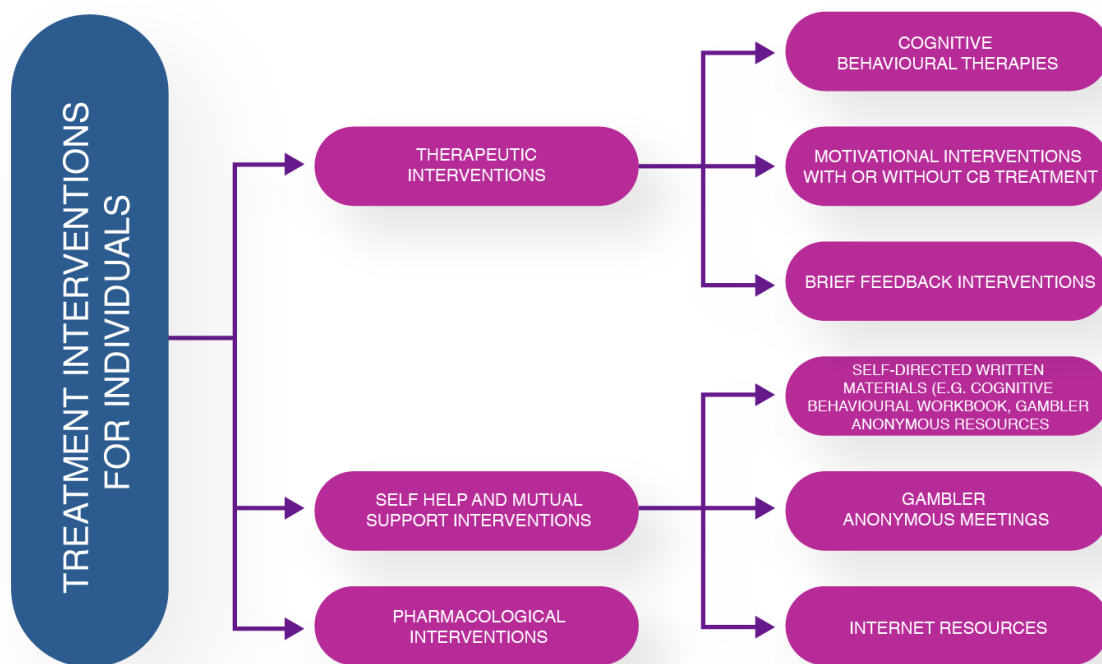 TREATMENT INTERVENTIONS
FOR INDIVIDUALS
THERAPEUTIC
INTERVENTIONS
COGNITIVE
BEHAVIOURAL THERAPIES
MOTIVATIONAL INTERVENTIONS
WITH OR WITHOUT CB TREATMENT
BRIEF FEEDBACK INTERVENTIONS
SELF HELP AND MUTUAL
SUPPORT INTERVENTIONS
SELF-DIRECTED WRITTEN
MATERIALS (E.G. COGNITIVE
BEHAVIOURAL WORKBOOK, GAMBLER
ANONYMOUS RESOURCES
GAMBLER
ANONYMOUS MEETINGS
INTERNET RESOURCES
PHARMACOLOGICAL
INTERVENTIONS